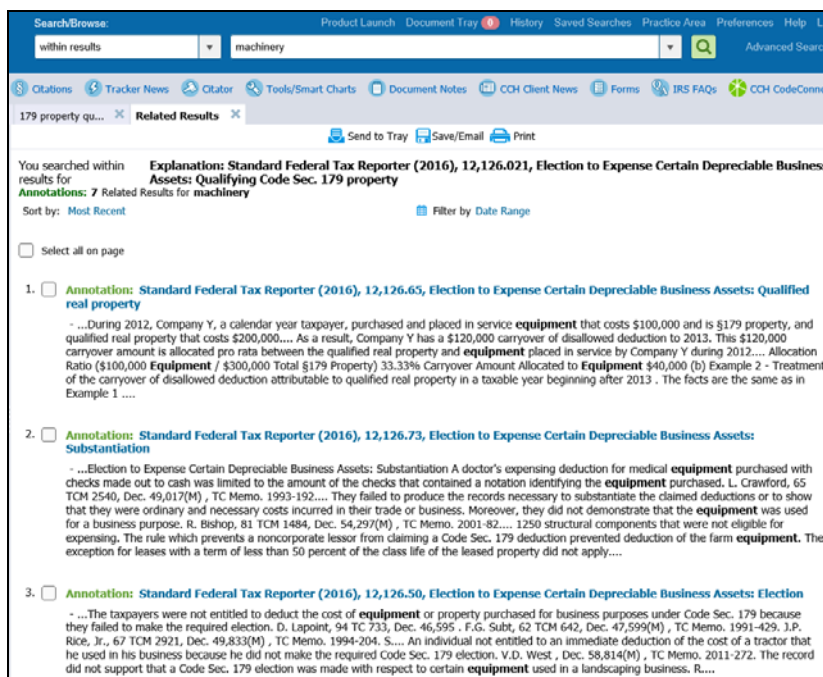 Search/Browse:
Product Launch Document Tray 0 History Saved Searches Practice Area Preferences Help L
within results machinery Advanced Searc
Citations Tracker News Citator Tools/Smart Charts Document Notes CCH Client News Forms IRS FAQs CCH CodeConne
179 property qu... X Related Results X
Send to Tray Save/Email Print
You searched within results for
Explanation: Standard Federal Tax Reporter (2016), 12,126.021, Election to Expense Certain Depreciable Business
Assets: Qualifying Code Sec. 179 property
Annotations: 7 Related Results for machinery
Sort by: Most Recent Filter by Date Range
Select all on page
1. Annotation: Standard Federal Tax Reporter (2016), 12,126.65, Election to Expense Certain Depreciable Business Assets: Qualified
real property
- ...During 2012, Company Y, a calendar year taxpayer, purchased and placed in service equipment that costs $100,000 and is §179 property, and
qualified real property that costs $200,000.... As a result, Company Y has a $120,000 carryover of disallowed deduction to 2013. This $120,000
carryover amount is allocated pro rata between the qualified real property and equipment placed in service by Company Y during 2012.... Allocation
Ratio ($100,000 Equipment / $300,000 Total §179 Property) 33.33% Carryover Amount Allocated to Equipment $40,000 (b) Example 2 - Treatment
of the carryover of disallowed deduction attributable to qualified real property in a taxable year beginning after 2013 . The facts are the same as in
Example 1 ....
2. Annotation: Standard Federal Tax Reporter (2016), 12,126.73, Election to Expense Certain Depreciable Business Assets:
Substantiation
- ...Election to Expense Certain Depreciable Business Assets: Substantiation A doctor's expensing deduction for medical equipment purchased with
checks made out to cash was limited to the amount of the checks that contained a notation identifying the equipment purchased. L. Crawford, 65
TCM 2540, Dec. 49,017(M) , TC Memo. 1993-192.... They failed to produce the records necessary to substantiate the claimed deductions or to show
that they were ordinary and necessary costs incurred in their trade or business. Moreover, they did not demonstrate that the equipment was used
for a business purpose. R. Bishop, 81 TCM 1484, Dec. 54,297(M) , TC Memo. 2001-82.... 1250 structural components that were not eligible for
expensing. The rule which prevents a noncorporate lessor from claiming a Code Sec. 179 deduction prevented deduction of the farm equipment. The
exception for leases with a term of less than 50 percent of the class life of the leased property did not apply....
3. Annotation: Standard Federal Tax Reporter (2016), 12,126.50, Election to Expense Certain Depreciable Business Assets: Election
- ...The taxpayers were not entitled to deduct the cost of equipment or property purchased for business purposes under Code Sec. 179 because
they failed to make the required election. D. Lapoint, 94 TC 733, Dec. 46,595 . F.G. Subt, 62 TCM 642, Dec. 47,599(M) , TC Memo. 1991-429. J.P.
Rice, Jr., 67 TCM 2921, Dec. 49,833(M) , TC Memo. 1994-204. S.... An individual not entitled to an immediate deduction of the cost of a tractor that
he used in his business because he did not make the required Code Sec. 179 election. V.D. West , Dec. 58,814(M) , TC Memo. 2011-272. The record
did not support that a Code Sec. 179 election was made with respect to certain equipment used in a landscaping business. R....